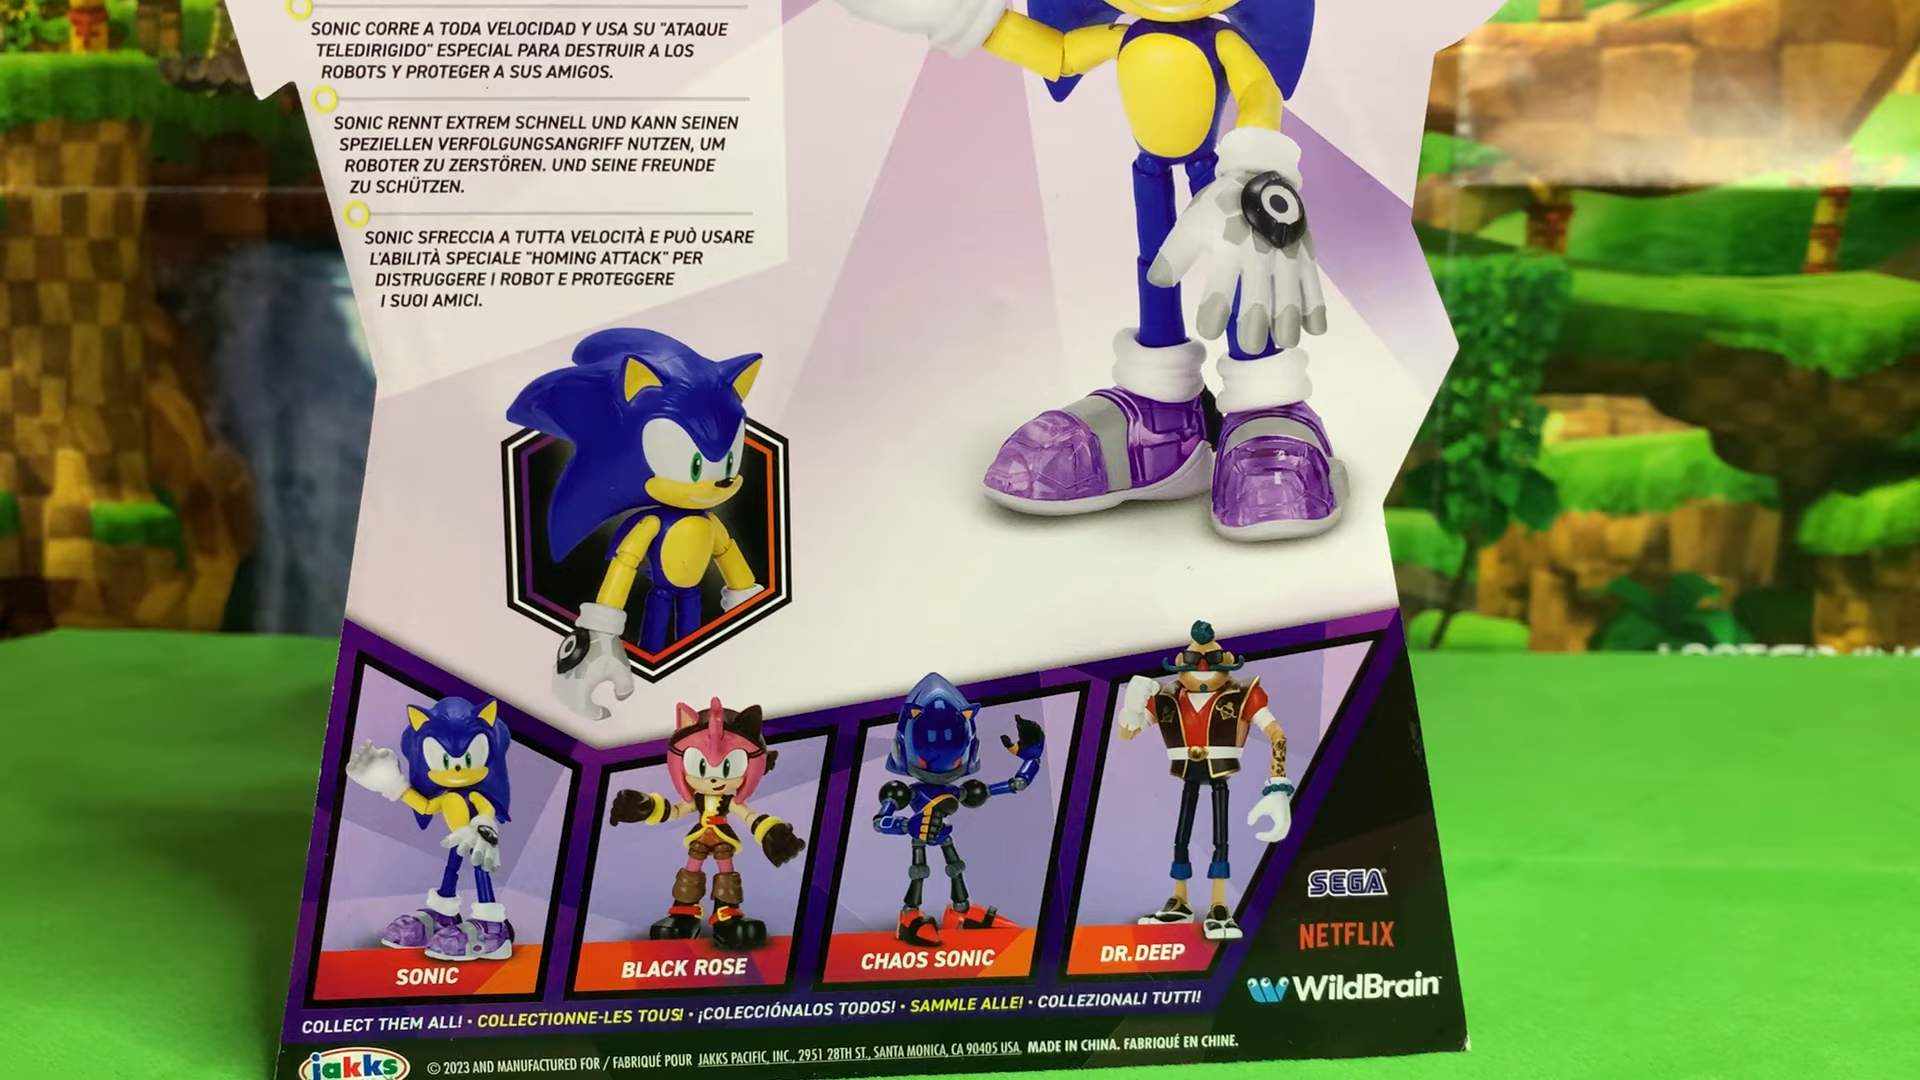 SONIC CORRE A TODA VELOCIDAD Y USA SU "ATAQUE
TELEDIRIGIDO" ESPECIAL PARA DESTRUIR A LOS
ROBOTS Y PROTEGER A SUS AMIGOS.
SONIC RENNT EXTREM SCHNELL UND KANN SEINEN
SPEZIELLEN VERFOLGUNGSANGRIFF NUTZEN, UM
ROBOTER ZU ZERSTÖREN. UND SEINE FREUNDE
ZU SCHÜTZEN.
SONIC SFRECCIA A TUTTA VELOCITÀ E PUÒ USARE
L'ABILITÀ SPECIALE "HOMING ATTACK" PER
DISTRUGGERE I ROBOT E PROTEGGERE
I SUOI AMICI.
SONIC
BLACK ROSE
CHAOS SONIC
DR. DEEP
SEGA
NETFLIX
WildBrain
COLLECT THEM ALL! • COLLECTIONNE-LES TOUS! • ¡COLECCIÓNALOS TODOS! • SAMMLE ALLE! • COLLEZIONALI TUTTI!
jakks
© 2023 AND MANUFACTURED FOR / FABRIQUÉ POUR JAKKS PACIFIC, INC., 2951 28TH ST., SANTA MONICA, CA 90405 USA. MADE IN CHINA. FABRIQUÉ EN CHINE.